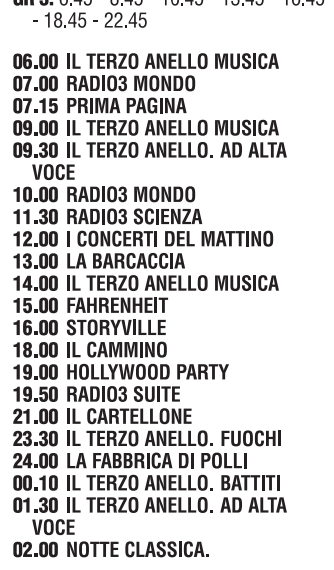 - 18.45 - 22.45
06.00 IL TERZO ANELLO MUSICA
07.00 RADIO3 MONDO
07.15 PRIMA PAGINA
09.00 IL TERZO ANELLO MUSICA
09.30 IL TERZO ANELLO. AD ALTA
VOCE
10.00 RADIO3 MONDO
11.30 RADIO3 SCIENZA
12.00 I CONCERTI DEL MATTINO
13.00 LA BARCACCIA
14.00 IL TERZO ANELLO MUSICA
15.00 FAHRENHEIT
16.00 STORYVILLE
18.00 IL CAMMINO
19.00 HOLLYWOOD PARTY
19.50 RADIO3 SUITE
21.00 IL CARTELLONE
23.30 IL TERZO ANELLO. FUOCHI
24.00 LA FABBRICA DI POLLI
00.10 IL TERZO ANELLO. BATTITI
01.30 IL TERZO ANELLO. AD ALTA
VOCE
02.00 NOTTE CLASSICA.